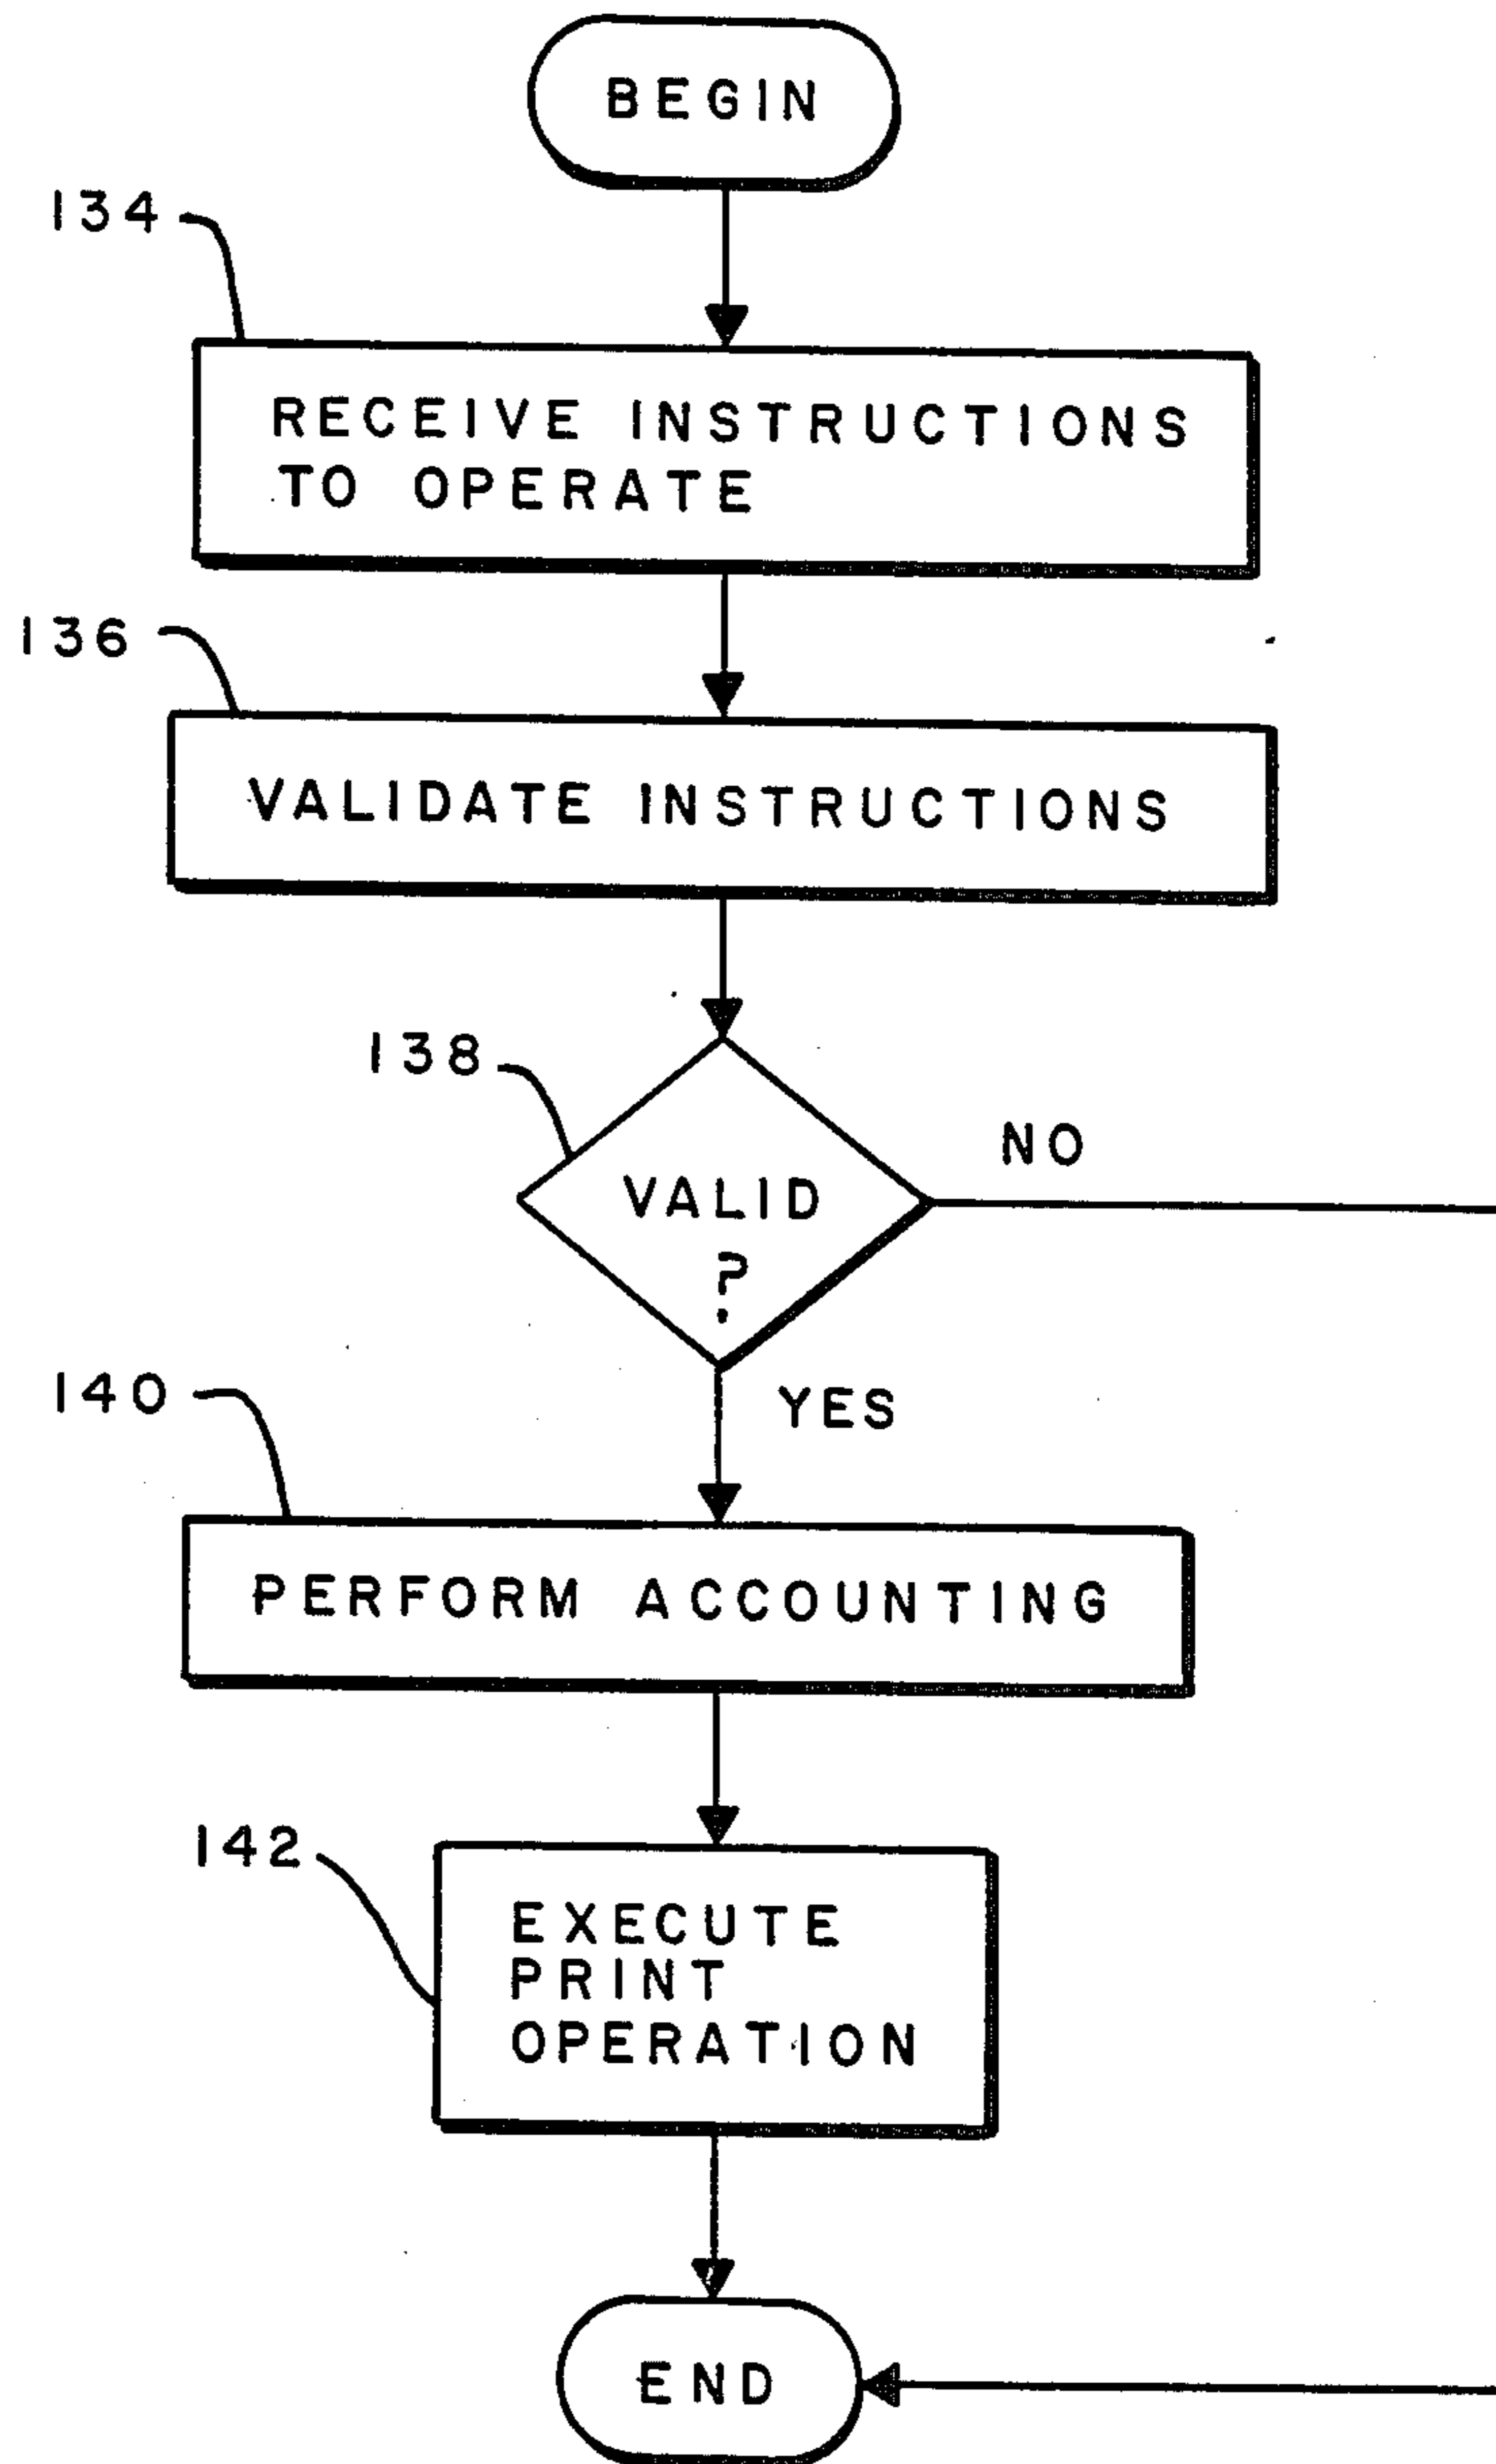 BEGIN
134
RECEIVE INSTRUCTIONS
TO OPERATE
136
VALIDATE INSTRUCTIONS
138
NO
VALID
?
YES
140
PERFORM ACCOUNTING
142
EXECUTE
PRINT
OPERATION
END